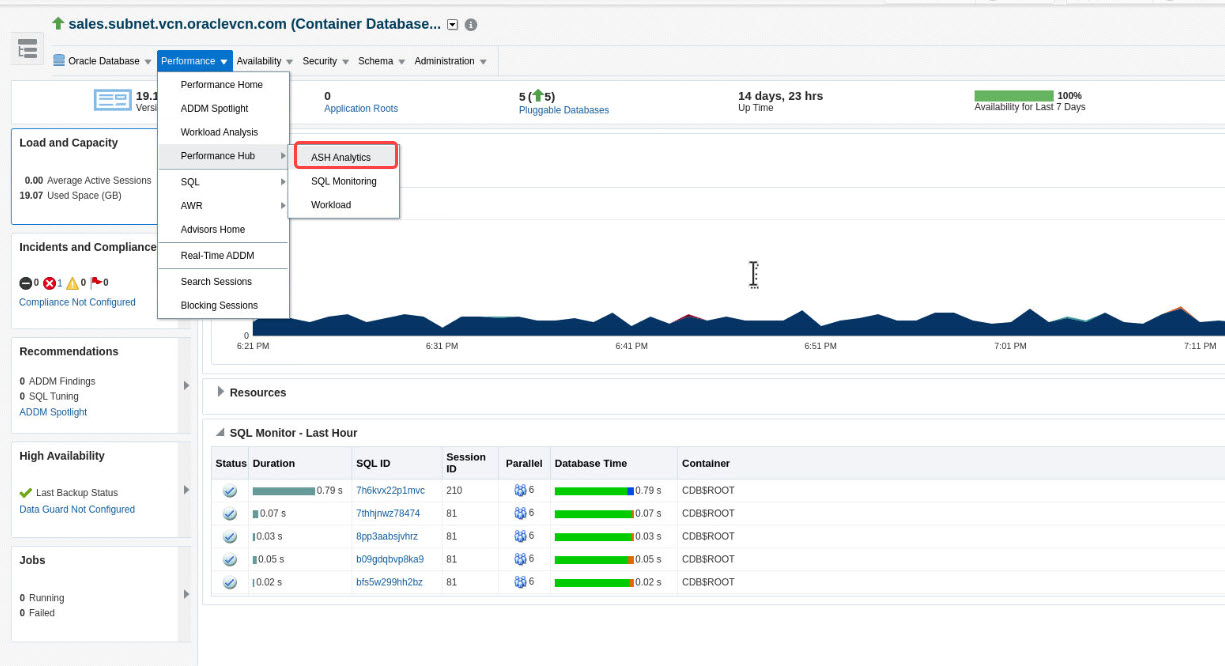 sales.subnet.vcn.oraclevcn.com (Container Database...
Oracle Database Performance Availability Security Schema Administration
Performance Home
ADDM Spotlight
Workload Analysis
Performance Hub
SQL
AWR
Advisors Home
Real-Time ADDM
Search Sessions
Blocking Sessions
ASH Analytics
SQL Monitoring
Workload
0
Application Roots
5 (5)
Pluggable Databases
14 days, 23 hrs
Up Time
100%
Availability for Last 7 Days
Load and Capacity
0.00 Average Active Sessions
19.07 Used Space (GB)
Incidents and Compliance
0 1 0 0
Compliance Not Configured
Recommendations
0 ADDM Findings
0 SQL Tuning
ADDM Spotlight
High Availability
Last Backup Status
Data Guard Not Configured
Jobs
0 Running
0 Failed
0
6:21 PM 6:31 PM 6:41 PM 6:51 PM 7:01 PM 7:11 PM
Resources
SQL Monitor - Last Hour
Status Duration SQL ID Session ID Parallel Database Time Container
0.79 s 7h6kvx22p1mvc 210 6 0.79 s CDB$ROOT
0.07 s 7thhjnwz78474 81 6 0.07 s CDB$ROOT
0.03 s 8pp3aabsjvhrz 81 6 0.03 s CDB$ROOT
0.05 s b09gdqbvp8ka9 81 6 0.05 s CDB$ROOT
0.02 s bfs5w299hh2bz 81 6 0.02 s CDB$ROOT